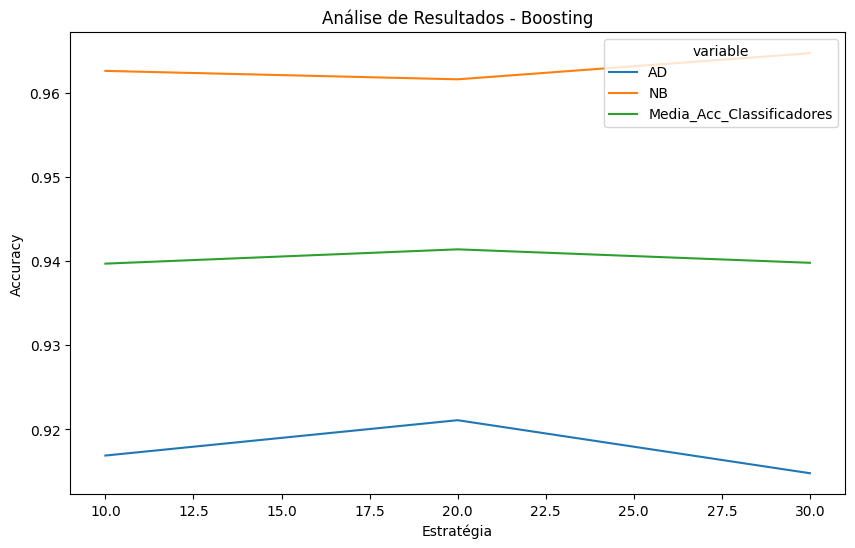 Análise de Resultados - Boosting
variable
AD
NB
Media_Acc_Classificadores
Accuracy
0.96
0.95
0.94
0.93
0.92
10.0 12.5 15.0 17.5 20.0 22.5 25.0 27.5 30.0
Estratégia